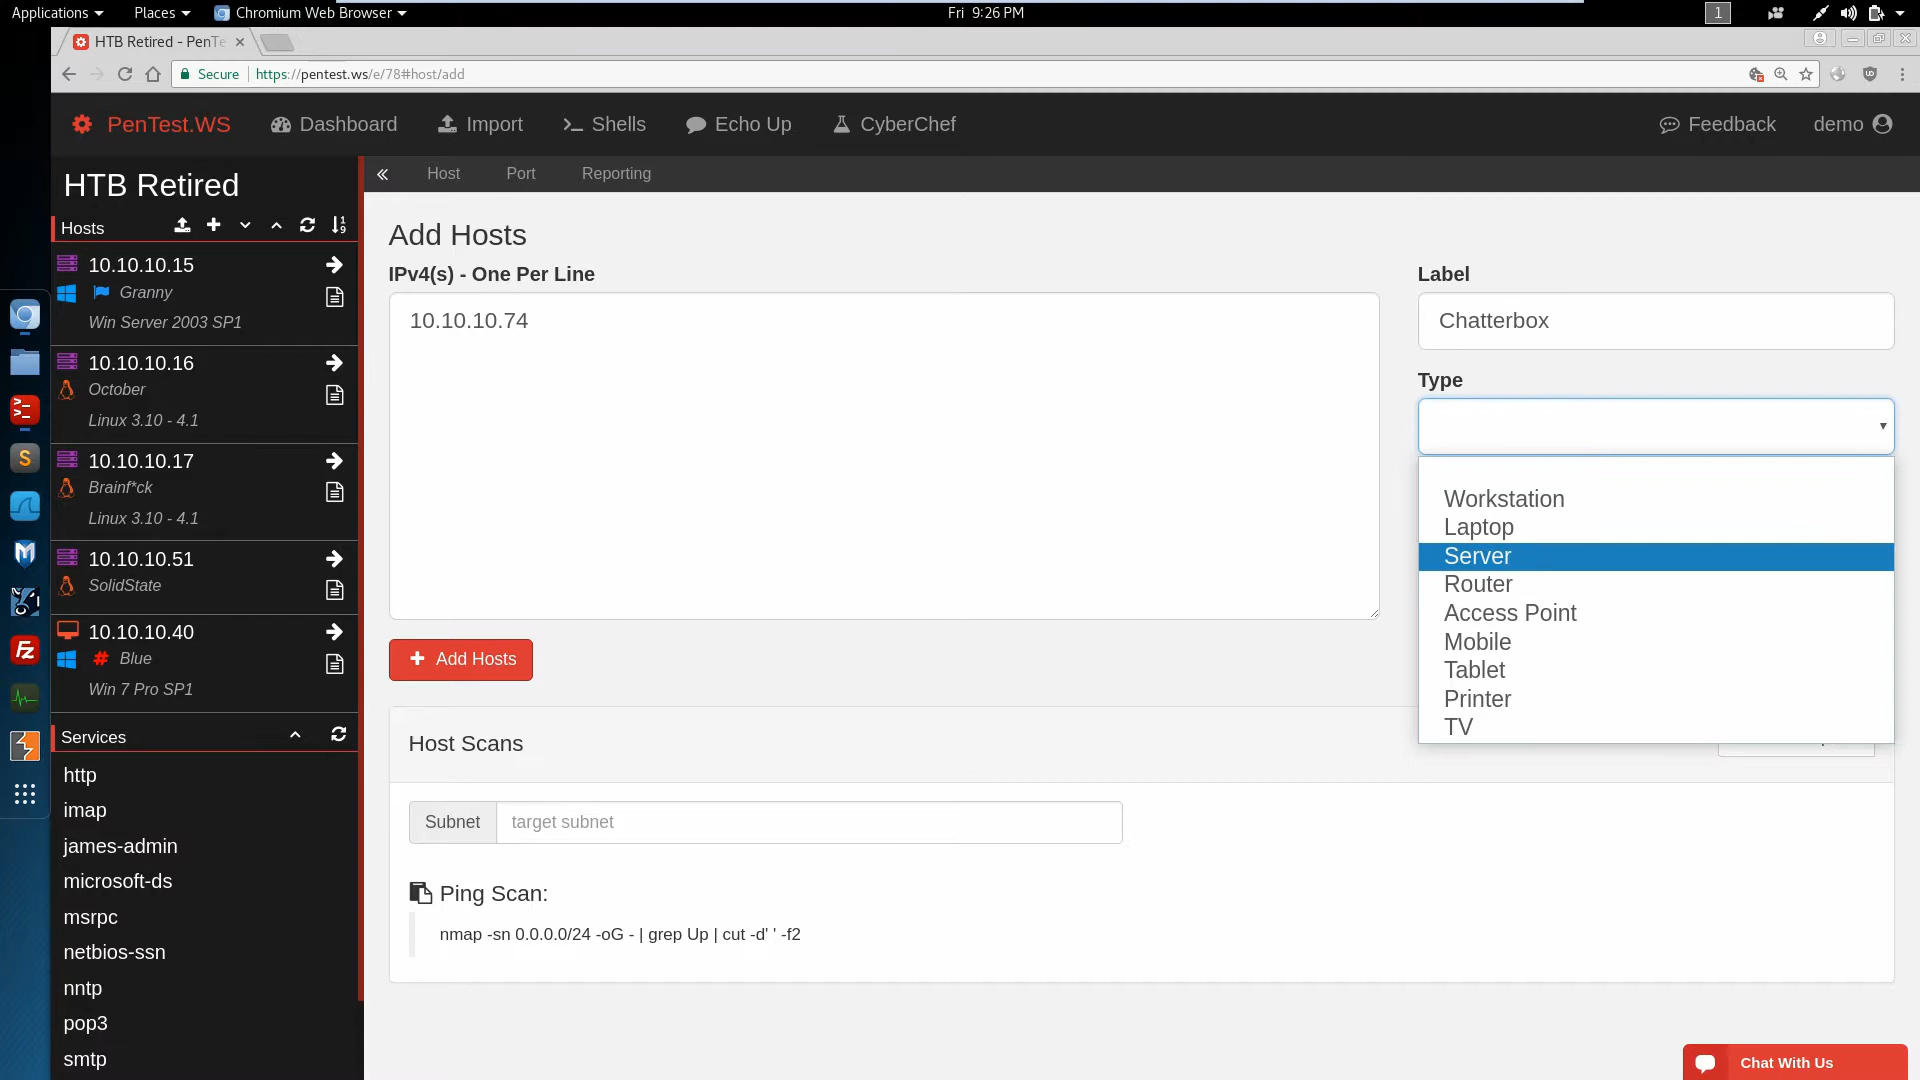 Applications Places Chromium Web Browser Fri 9:26 PM 1
HTB Retired - PenTe
Secure https://pentest.ws/e/78#host/add
PenTest.WS Dashboard Import Shells Echo Up CyberChef Feedback demo
HTB Retired
Hosts
10.10.10.15
Granny
Win Server 2003 SP1
10.10.10.16
October
Linux 3.10 - 4.1
10.10.10.17
Brainf*ck
Linux 3.10 - 4.1
10.10.10.51
SolidState
10.10.10.40
# Blue
Win 7 Pro SP1
Services
http
imap
james-admin
microsoft-ds
msrpc
netbios-ssn
nntp
pop3
smtp
Host Port Reporting
Add Hosts
IPv4(s) - One Per Line
10.10.10.74
Label
Chatterbox
Type
Workstation
Laptop
Server
Router
Access Point
Mobile
Tablet
Printer
TV
Add Hosts
Host Scans
Subnet target subnet
Ping Scan:
nmap -sn 0.0.0.0/24 -oG - | grep Up | cut -d' ' -f2
Chat With Us